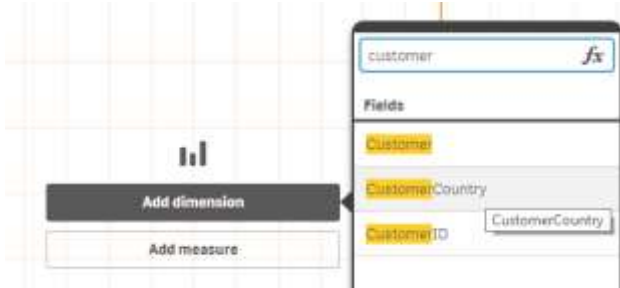 customer fx
Fields
Customer
CustomerCountry
CustomerCountry
CustomerID
Add dimension
Add measure